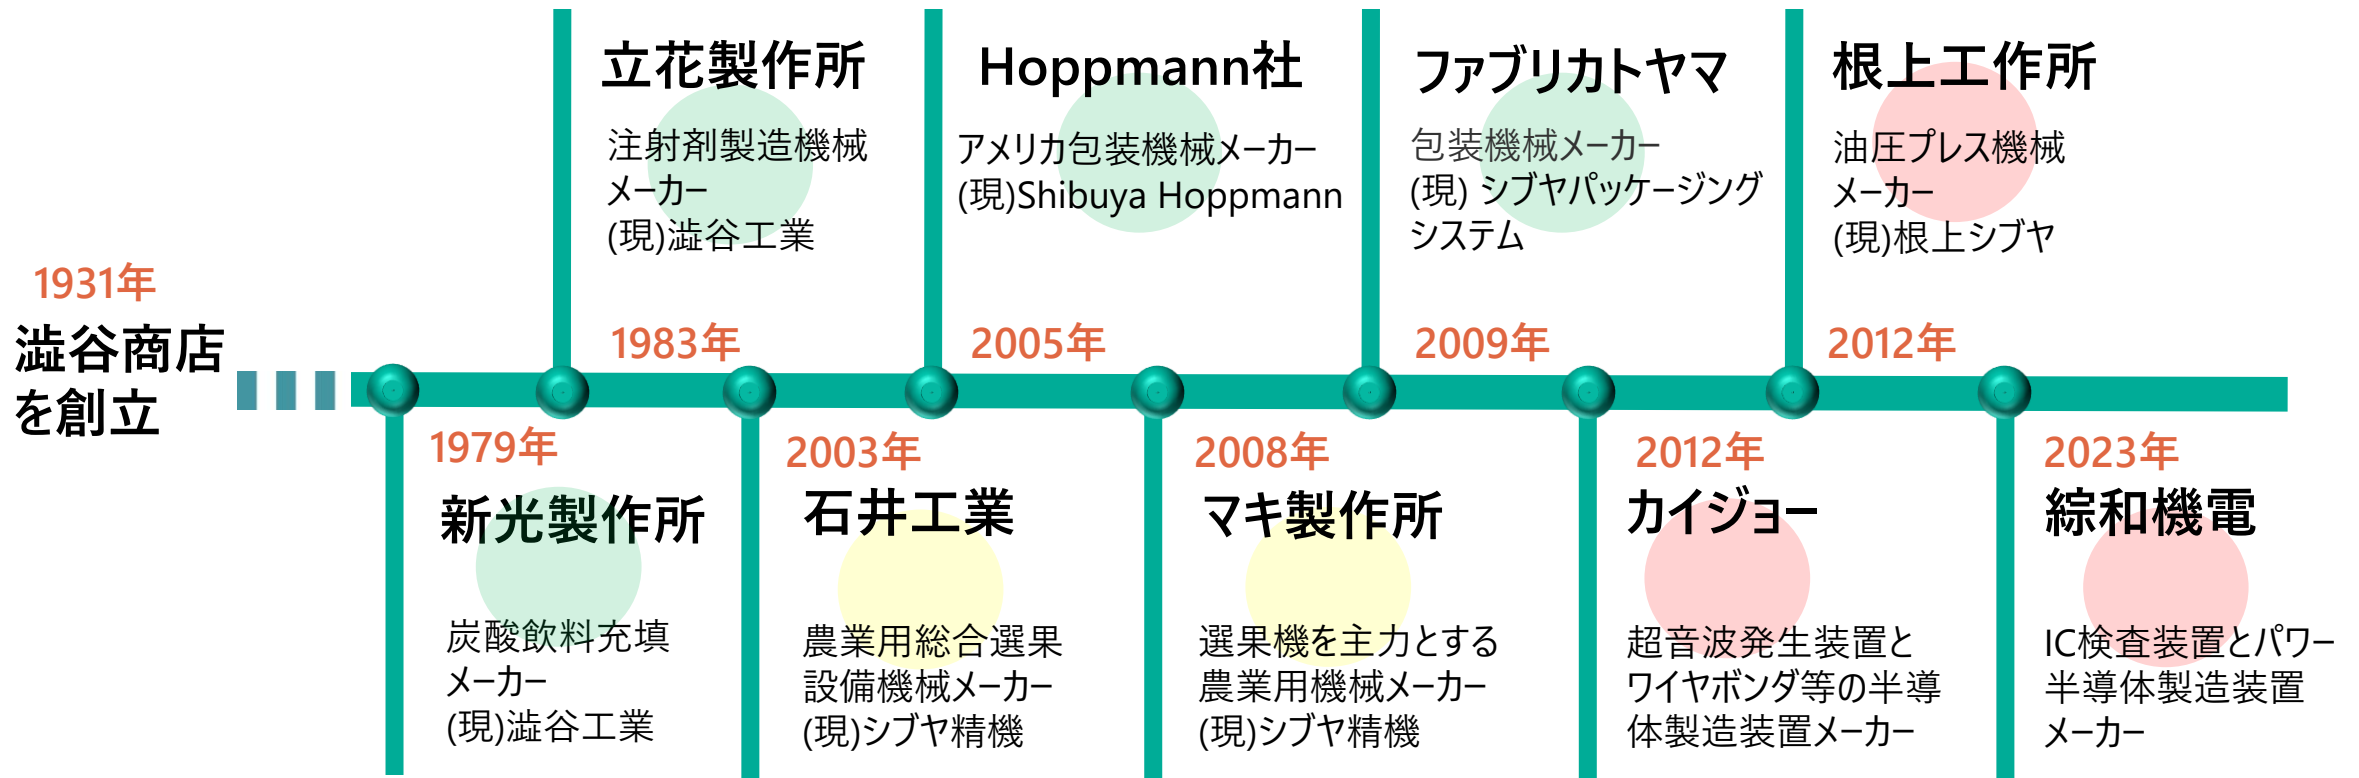 1931年
澁谷商店
を創立
1979年
新光製作所
炭酸飲料充填
メーカー
(現)澁谷工業
立花製作所
注射剤製造機械
メーカー
(現)澁谷工業
1983年
2003年
石井工業
農業用総合選果
設備機械メーカー
(現)シブヤ精機
Hoppmann社
アメリカ包装機械メーカー
(現)Shibuya Hoppmann
2005年
2008年
マキ製作所
選果機を主力とする
農業用機械メーカー
(現)シブヤ精機
ファブリカトヤマ
包装機械メーカー
(現) シブヤパッケージング
システム
2009年
2012年
カイジョー
超音波発生装置と
ワイヤボンダ等の半導
体製造装置メーカー
根上工作所
油圧プレス機械
メーカー
(現)根上シブヤ
2012年
2023年
綜和機電
IC検査装置とパワー
半導体製造装置
メーカー